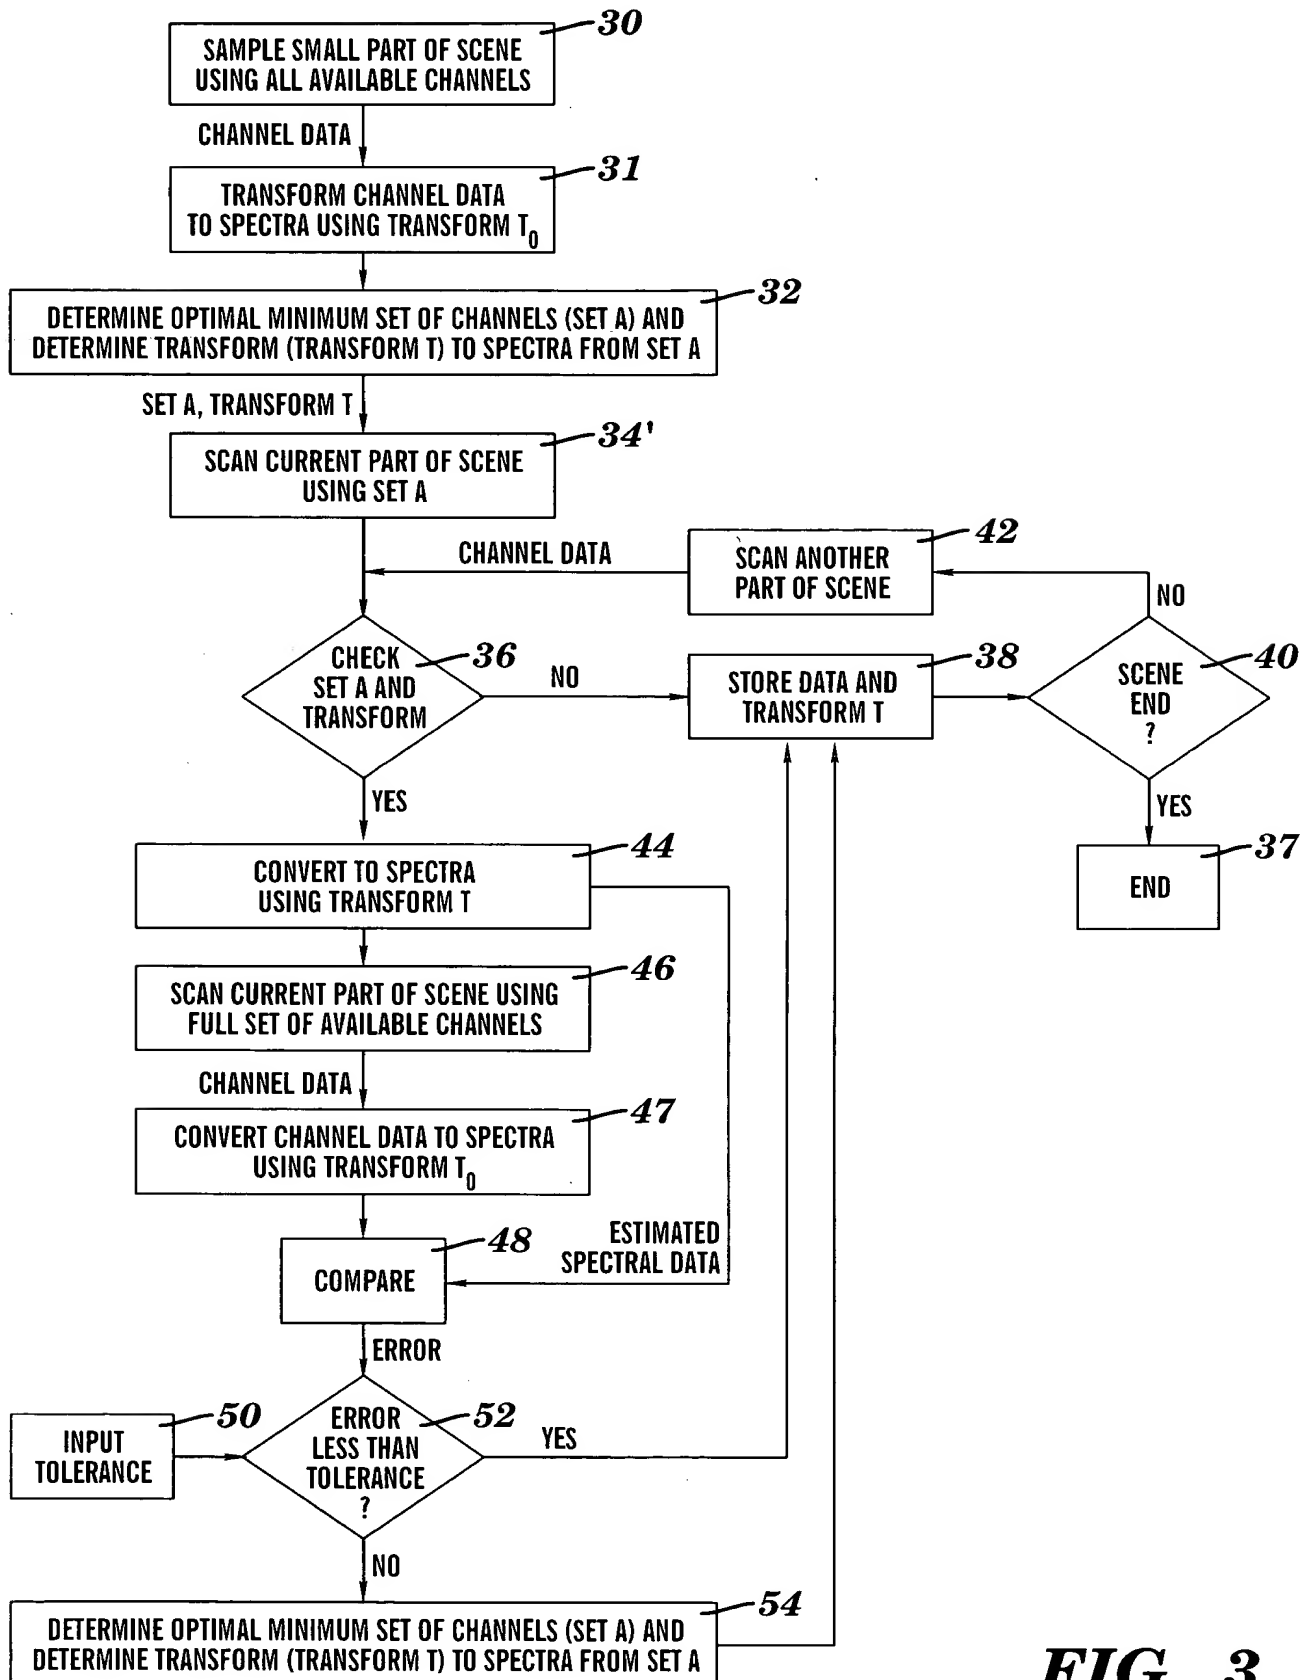 30
SAMPLE SMALL PART OF SCENE
USING ALL AVAILABLE CHANNELS
CHANNEL DATA
31
TRANSFORM CHANNEL DATA
TO SPECTRA USING TRANSFORM T0
32
DETERMINE OPTIMAL MINIMUM SET OF CHANNELS (SET A) AND
DETERMINE TRANSFORM (TRANSFORM T) TO SPECTRA FROM SET A
SET A, TRANSFORM T
34'
SCAN CURRENT PART OF SCENE
USING SET A
42
SCAN ANOTHER
PART OF SCENE
CHANNEL DATA
NO
36
CHECK
SET A AND
TRANSFORM
NO
38
STORE DATA AND
TRANSFORM T
40
SCENE
END
?
YES
YES
37
END
44
CONVERT TO SPECTRA
USING TRANSFORM T
46
SCAN CURRENT PART OF SCENE USING
FULL SET OF AVAILABLE CHANNELS
CHANNEL DATA
47
CONVERT CHANNEL DATA TO SPECTRA
USING TRANSFORM T0
ESTIMATED
SPECTRAL DATA
48
COMPARE
ERROR
50
INPUT
TOLERANCE
52
ERROR
LESS THAN
TOLERANCE
?
YES
NO
54
DETERMINE OPTIMAL MINIMUM SET OF CHANNELS (SET A) AND
DETERMINE TRANSFORM (TRANSFORM T) TO SPECTRA FROM SET A
FIG. 3